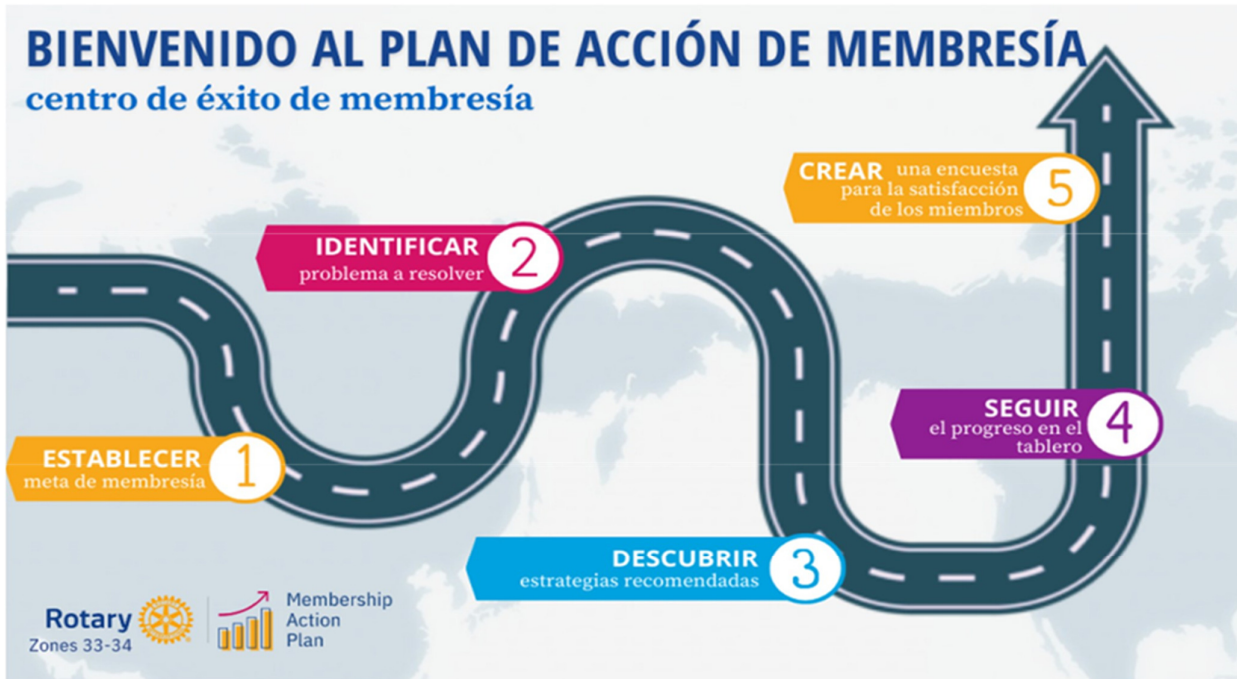 BIENVENIDO AL PLAN DE ACCIÓN DE MEMBRESÍA
centro de éxito de membresía
ESTABLECER
meta de membresía
1
IDENTIFICAR
problema a resolver
2
DESCUBRIR
estrategias recomendadas
3
SEGUIR
el progreso en el
tablero
4
CREAR una encuesta
para la satisfacción
de los miembros
5
Rotary
Zones 33-34
Membership
Action
Plan